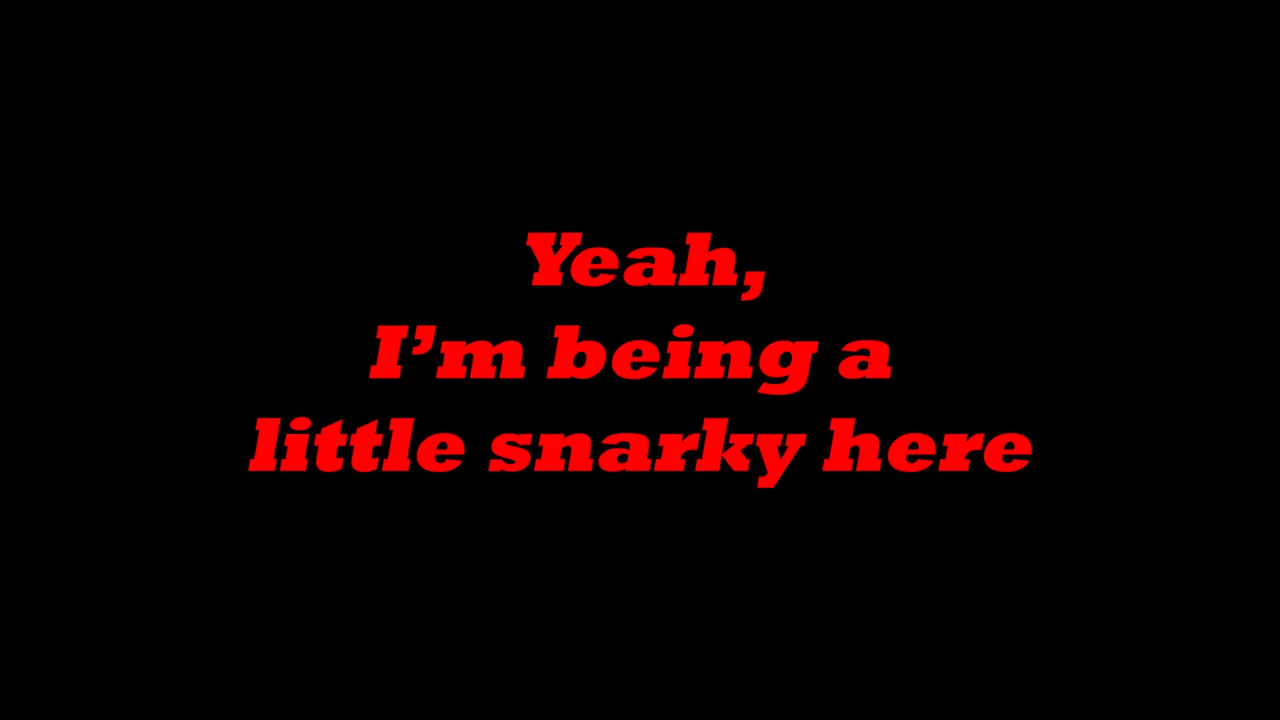 Yeah,
I’m being a
little snarky here